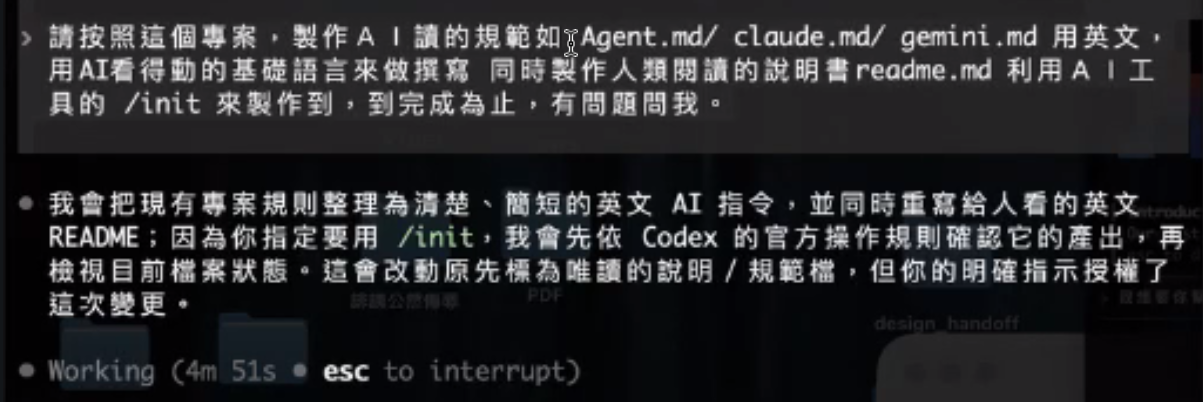 › 請按照這個專案，製作ＡＩ讀的規範如 Agent.md/ claude.md/ gemini.md 用英文，
用AI看得動的基礎語言來做撰寫 同時製作人類閱讀的說明書readme.md 利用ＡＩ工
具的 /init 來製作到，到完成為止，有問題問我。
• 我會把現有專案規則整理為清楚、簡短的英文 AI 指令，並同時重寫給人看的英文
README；因為你指定要用 /init，我會先依 Codex 的官方操作規則確認它的產出，再
檢視目前檔案狀態。這會改動原先標為唯讀的說明／規範檔，但你的明確指示授權了
這次變更。
PDF
design_handoff
• Working (4m 51s • esc to interrupt)